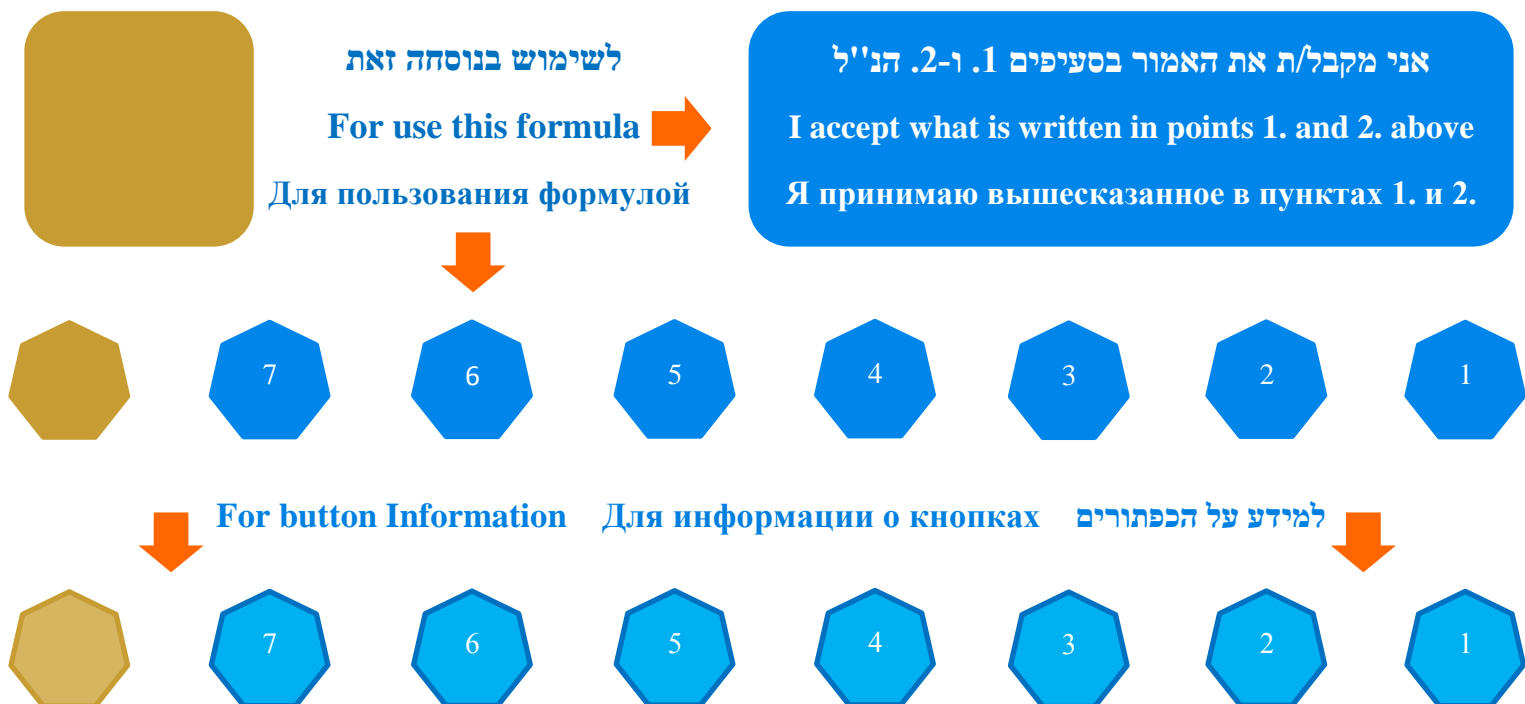 לשימוש בנוסחה זאת
For use this formula
Для пользования формулой
אני מקבל/ת את האמור בסעיפים 1. ו-2. הנ''ל
I accept what is written in points 1. and 2. above
Я принимаю вышесказанное в пунктах 1. и 2.
7 6 5 4 3 2 1
For button Information Для информации о кнопках למידע על הכפתורים
7 6 5 4 3 2 1